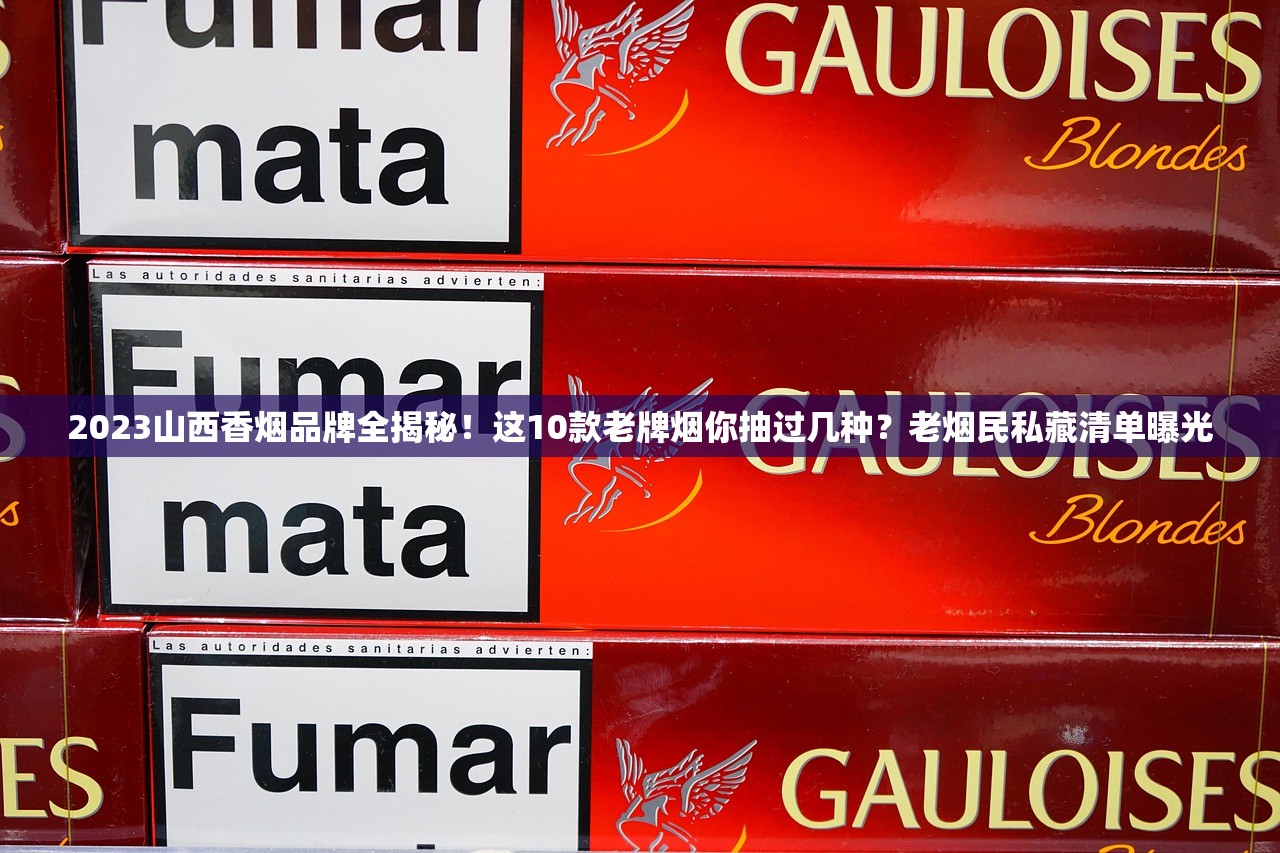 Fumar
mata
GAULOISES
Blondes
Las autoridades sanitarias advierten:
Fumar
mata
GAULOISES
Blondes
2023山西香烟品牌全揭秘！这10款老牌烟你抽过几种？老烟民私藏清单曝光
Las autoridades sanitarias advierten:
Fumar
GAULOISES
ES